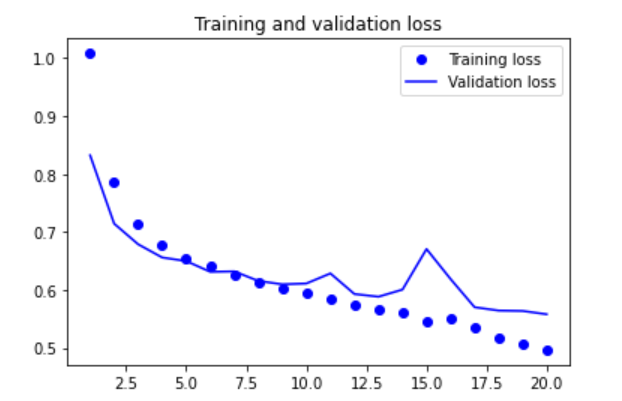 Training and validation loss
Training loss
Validation loss
1.0
0.9
0.8
0.7
0.6
0.5
2.5 5.0 7.5 10.0 12.5 15.0 17.5 20.0